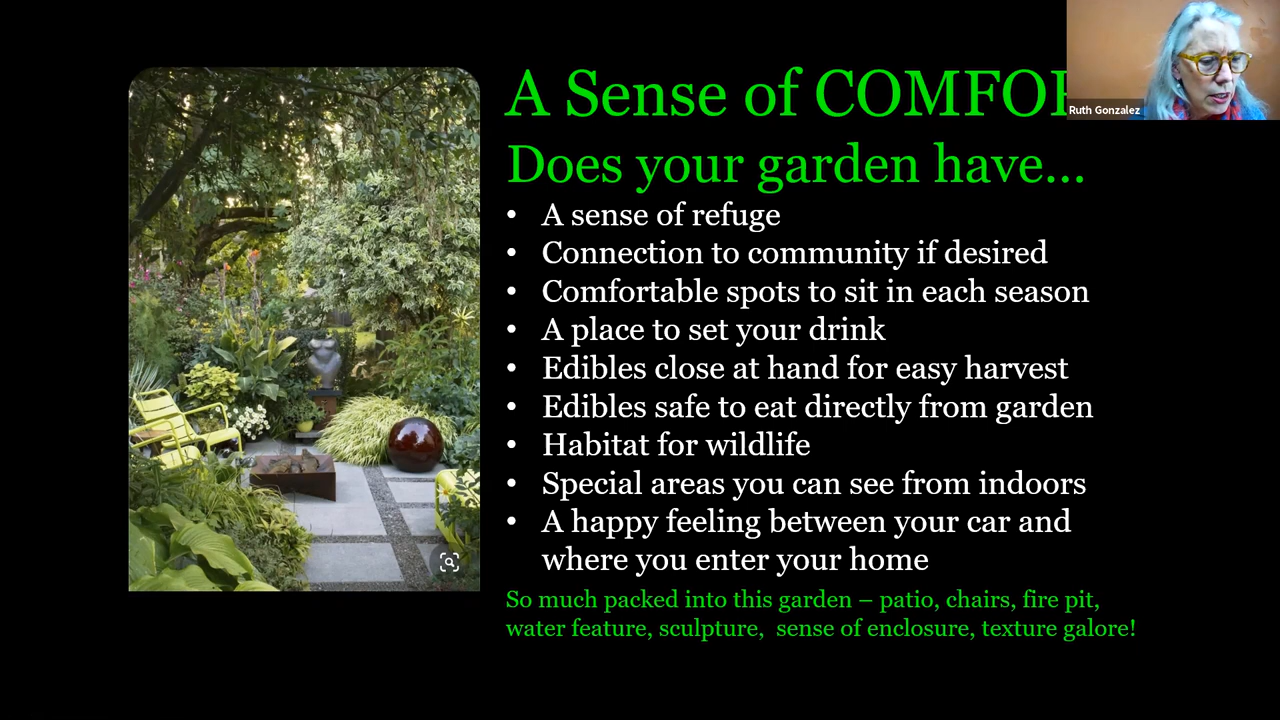 A Sense of COMFO
Ruth Gonzalez
Does your garden have...
• A sense of refuge
• Connection to community if desired
• Comfortable spots to sit in each season
• A place to set your drink
• Edibles close at hand for easy harvest
• Edibles safe to eat directly from garden
• Habitat for wildlife
• Special areas you can see from indoors
• A happy feeling between your car and
where you enter your home
So much packed into this garden – patio, chairs, fire pit,
water feature, sculpture,  sense of enclosure, texture galore!